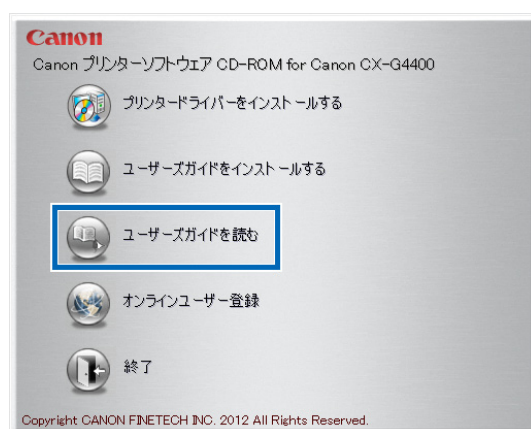 Canon
Canon プリンターソフトウェア CD-ROM for Canon CX-G4400
プリンタードライバーをインストールする
ユーザーズガイドをインストールする
ユーザーズガイドを読む
オンラインユーザー登録
終了
Copyright CANON FINETECH INC. 2012 All Rights Reserved.